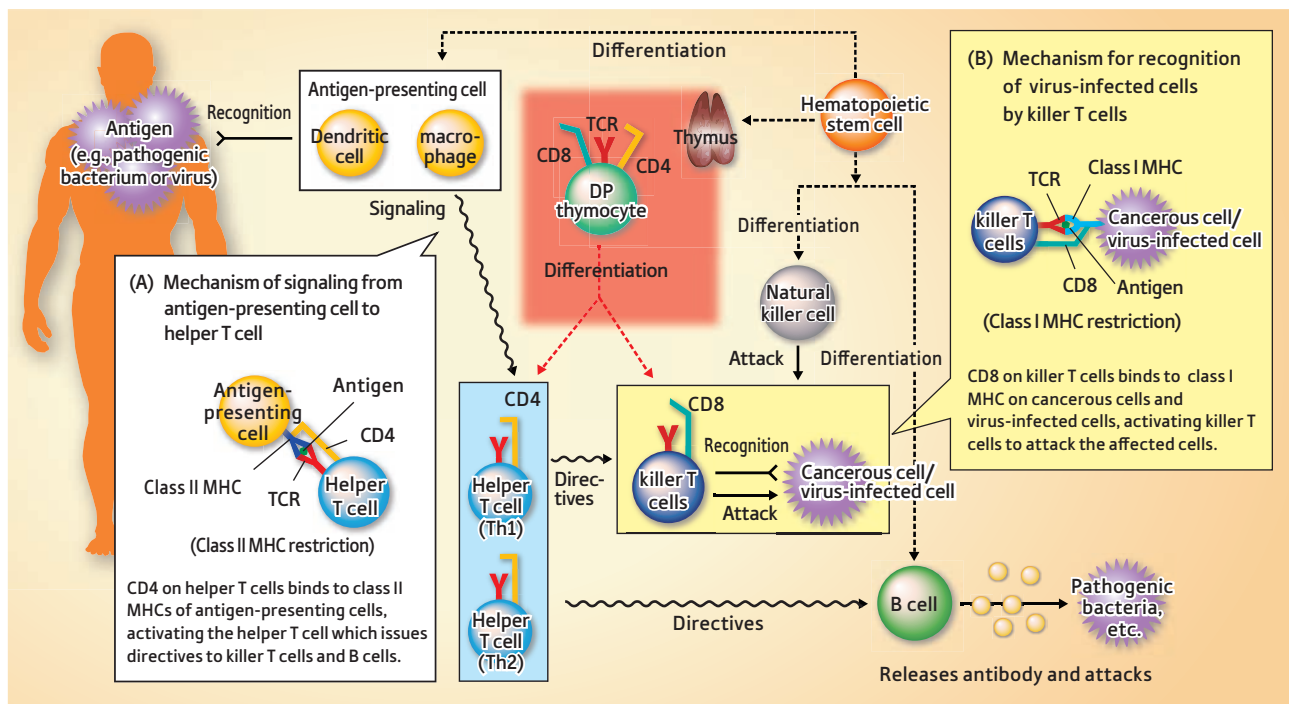 Differentiation
Antigen-presenting cell
Recognition
Dendritic
cell
macro-
phage
Antigen
(e.g., pathogenic
bacterium or virus)
Signaling
TCR
CD8
CD4
DP
thymocyte
Differentiation
Thymus
Hematopoietic
stem cell
Differentiation
Natural
killer cell
Attack
Differentiation
(A) Mechanism of signaling from
antigen-presenting cell to
helper T cell
Antigen-
presenting
cell
Antigen
CD4
Class II MHC
TCR
Helper
T cell
(Class II MHC restriction)
CD4 on helper T cells binds to class II
MHCs of antigen-presenting cells,
activating the helper T cell which issues
directives to killer T cells and B cells.
(B) Mechanism for recognition
of virus-infected cells
by killer T cells
TCR
Class I MHC
killer T
cells
Cancerous cell/
virus-infected cell
CD8
Antigen
(Class I MHC restriction)
CD8 on killer T cells binds to class I
MHC on cancerous cells and
virus-infected cells, activating killer T
cells to attack the affected cells.
CD4
Helper
T cell
(Th1)
Direc-
tives
CD8
killer T
cells
Recognition
Attack
Cancerous cell/
virus-infected cell
Helper
T cell
(Th2)
Directives
B cell
Pathogenic
bacteria,
etc.
Releases antibody and attacks